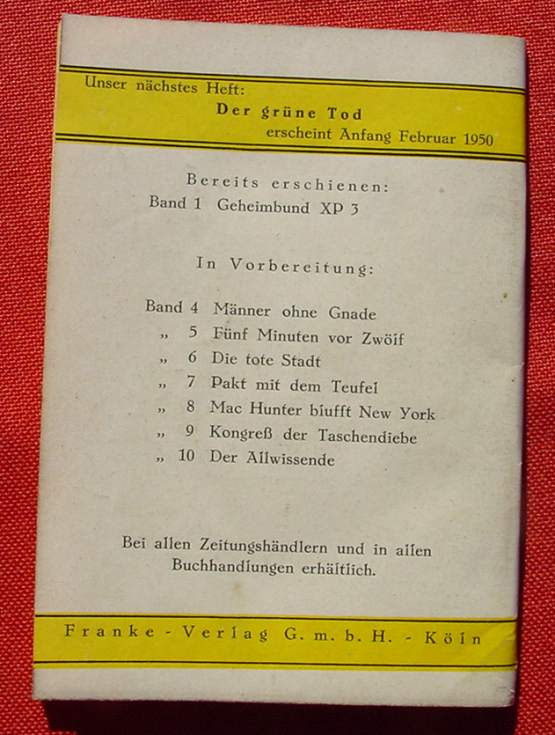 Unser nächstes Heft:
Der grüne Tod
erscheint Anfang Februar 1950
Bereits erschienen:
Band 1 Geheimbund XP 3
In Vorbereitung:
Band 4 Männer ohne Gnade
„ 5 Fünf Minuten vor Zwölf
„ 6 Die tote Stadt
„ 7 Pakt mit dem Teufel
„ 8 Mac Hunter blufft New York
„ 9 Kongreß der Taschendiebe
„ 10 Der Allwissende
Bei allen Zeitungshändlern und in allen
Buchhandlungen erhältlich.
Franke - Verlag G. m. b. H. - Köln